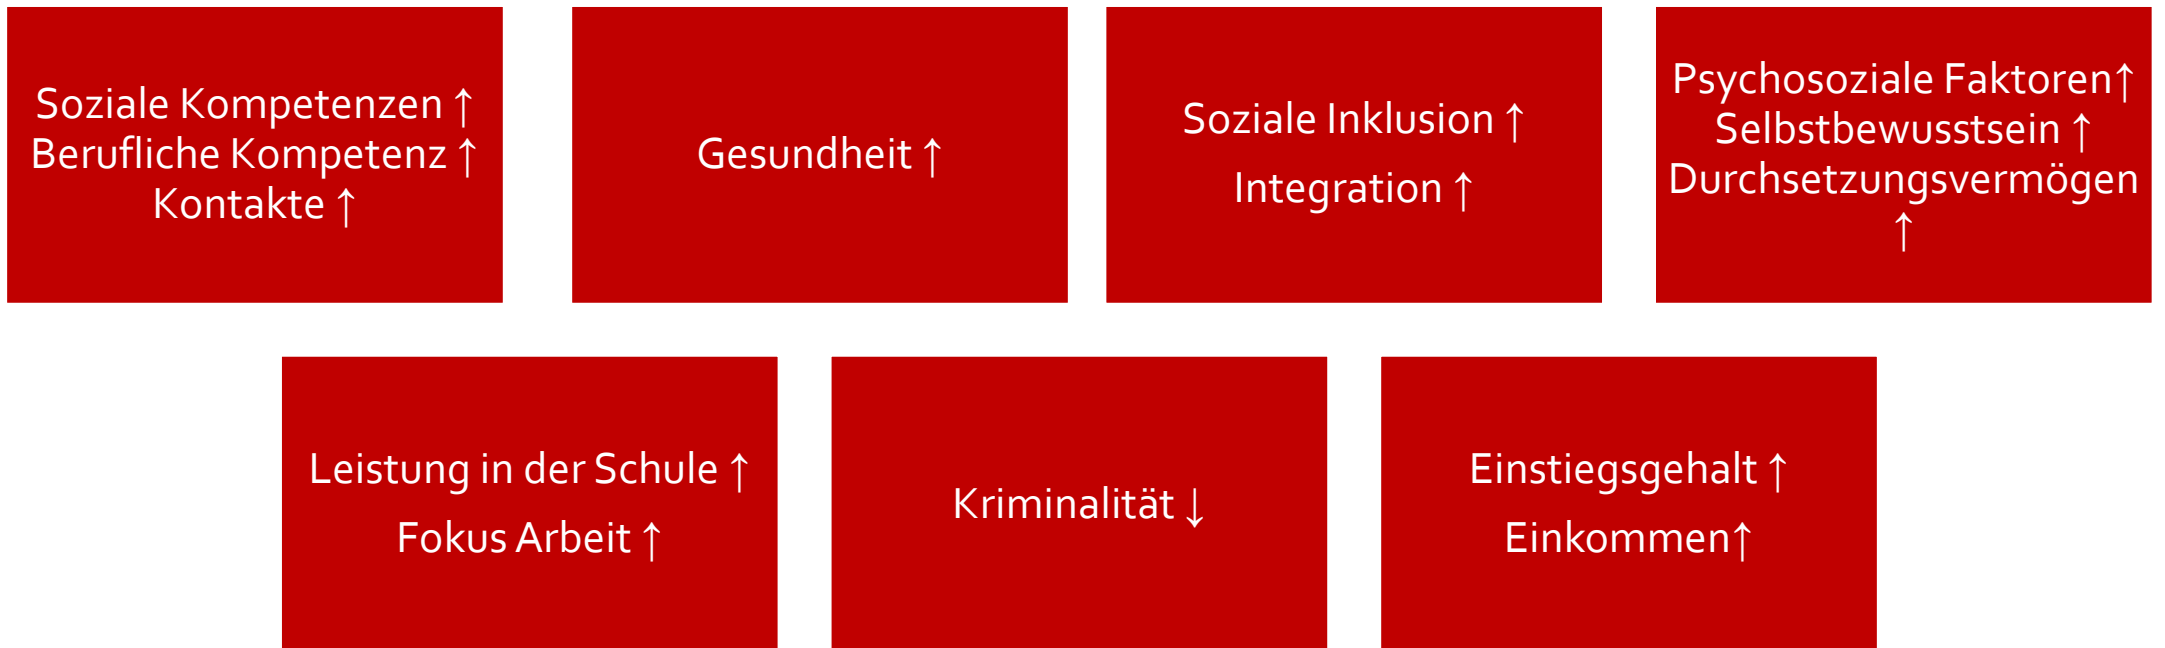 Soziale Kompetenzen ↑
Berufliche Kompetenz ↑
Kontakte ↑
Gesundheit ↑
Soziale Inklusion ↑
Integration ↑
Psychosoziale Faktoren↑
Selbstbewusstsein ↑
Durchsetzungsvermögen
↑
Leistung in der Schule ↑
Fokus Arbeit ↑
Kriminalität ↓
Einstiegsgehalt ↑
Einkommen↑